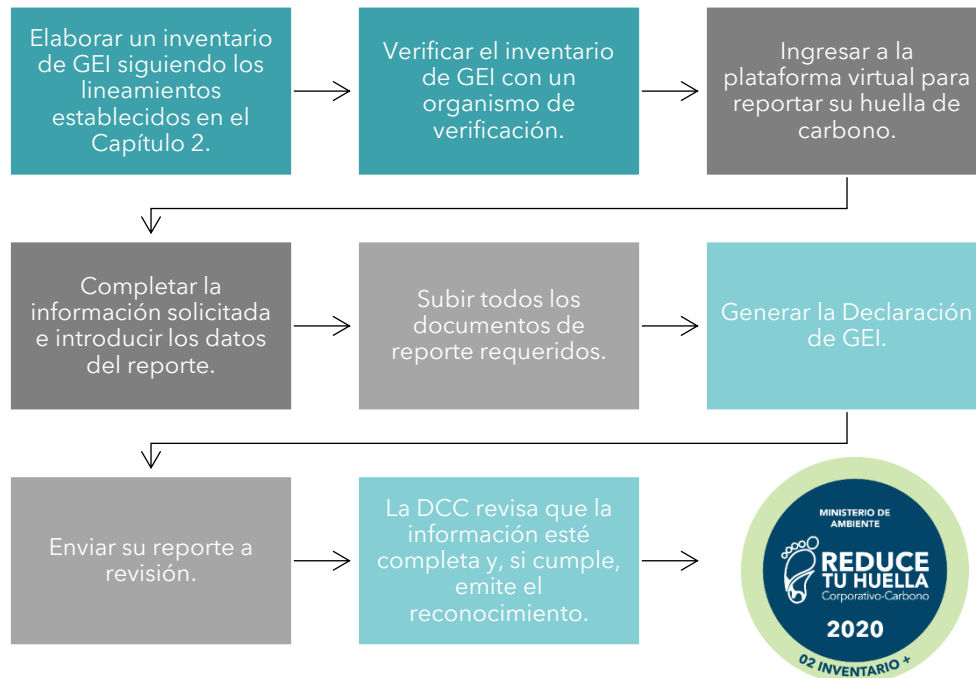 Elaborar un inventario
de GEI siguiendo los
lineamientos
establecidos en el
Capítulo 2.
Verificar el inventario
de GEI con un
organismo de
verificación.
Ingresar a la
plataforma virtual para
reportar su huella de
carbono.
Completar la
información solicitada
e introducir los datos
del reporte.
Subir todos los
documentos de
reporte requeridos.
Generar la Declaración
de GEI.
Enviar su reporte a
revisión.
La DCC revisa que la
información esté
completa y, si cumple,
emite el
reconocimiento.
MINISTERIO DE
AMBIENTE
REDUCE
TU HUELLA
Corporativo-Carbono
2020
02 INVENTARIO +